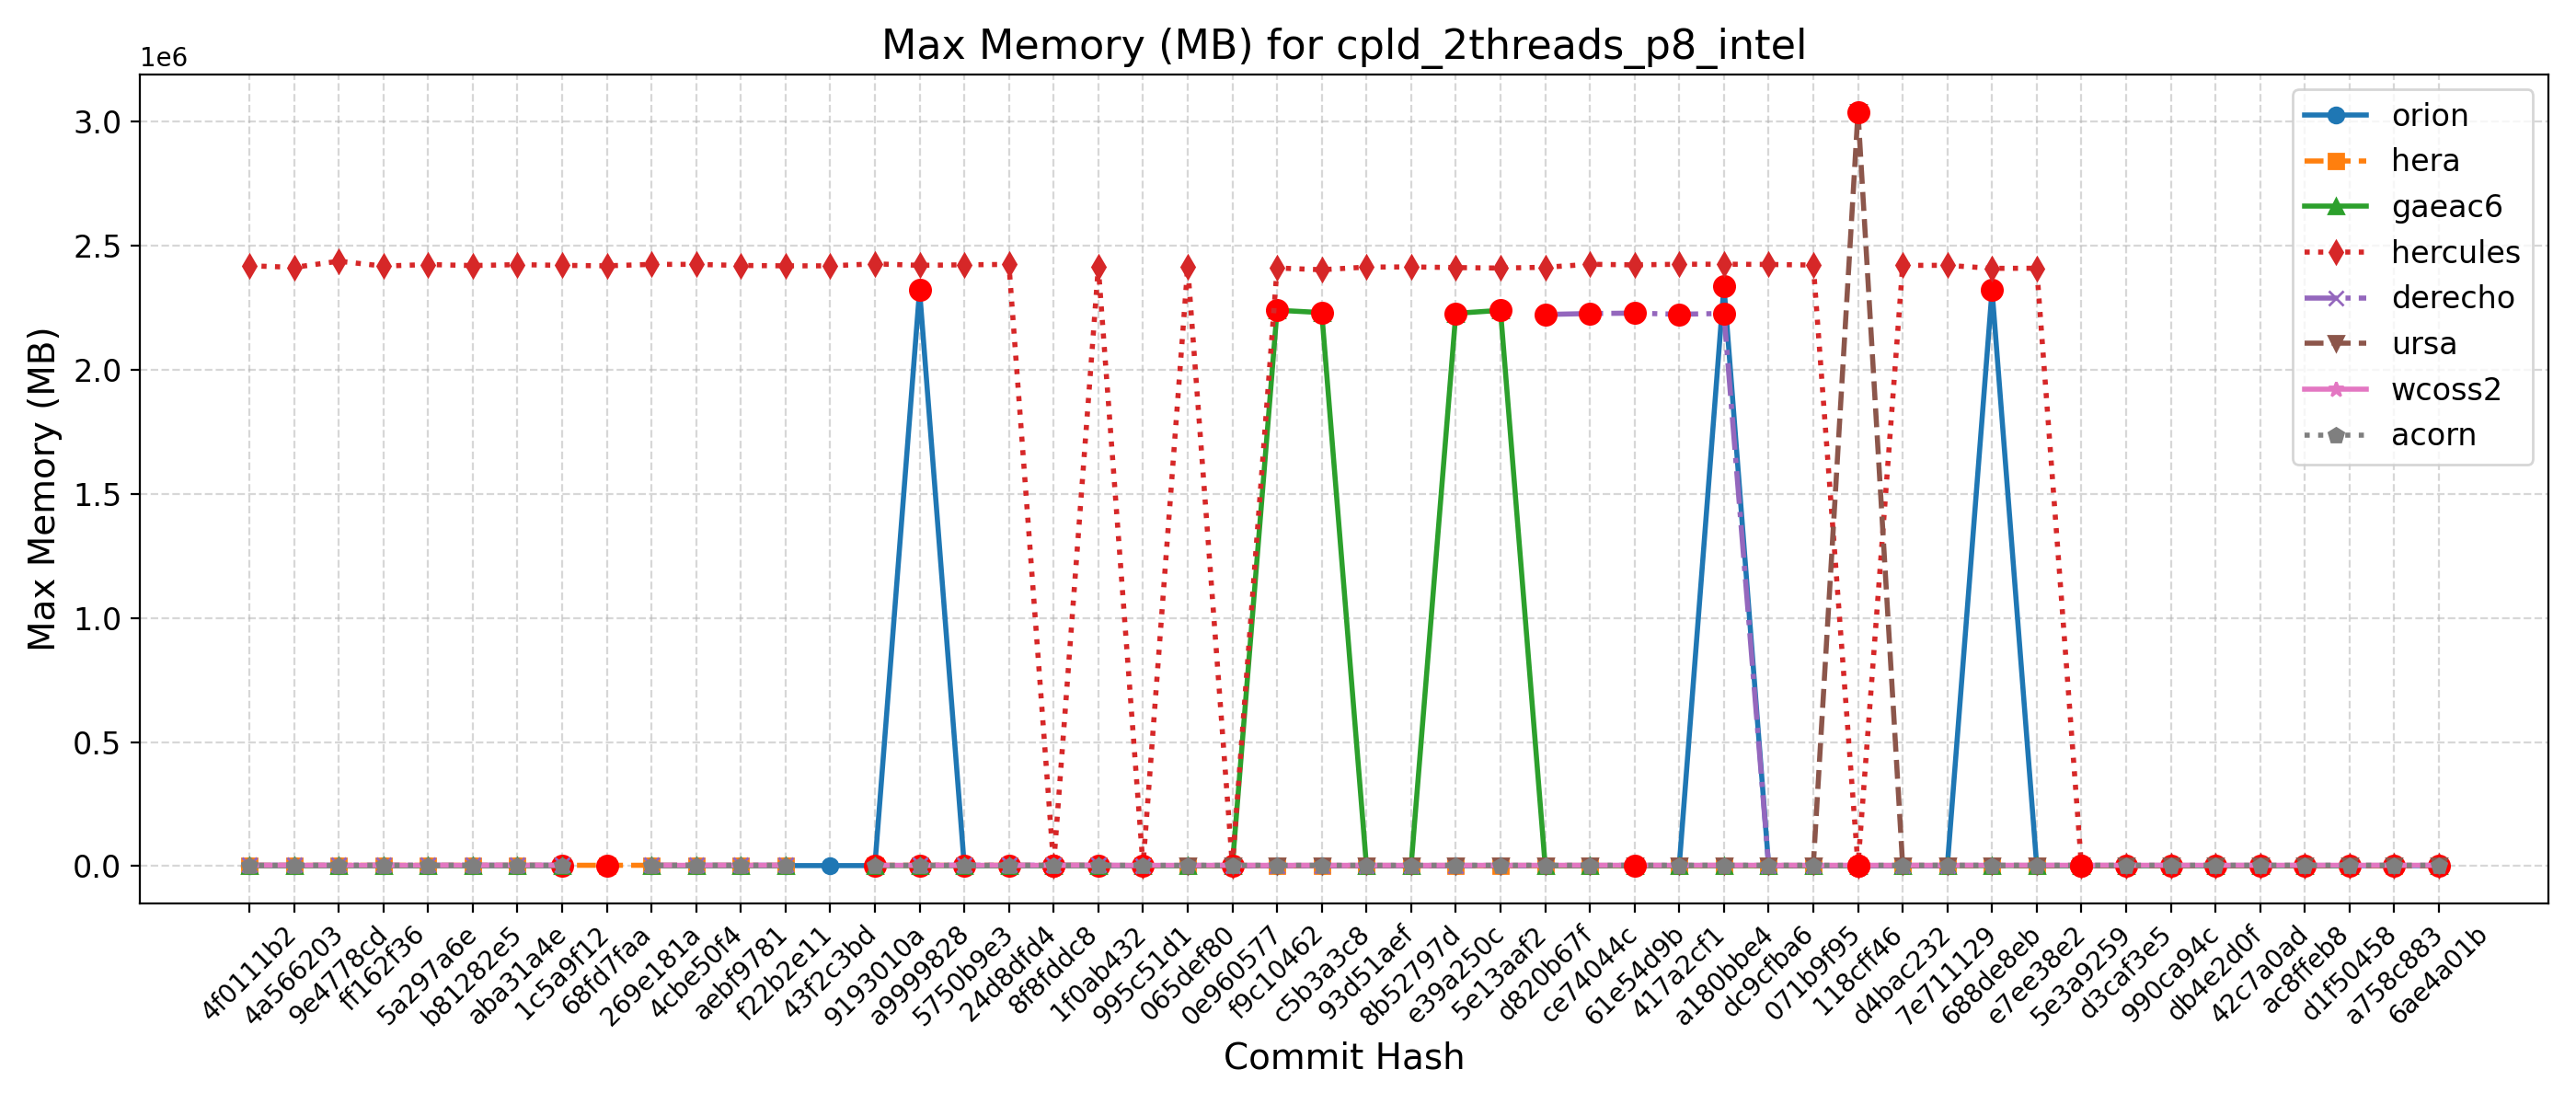 Max Memory (MB) for cpld_2threads_p8_intel
1e6
3.0
2.5
2.0
1.5
1.0
0.5
0.0
Max Memory (MB)
orion
hera
gaeac6
hercules
derecho
ursa
wcoss2
acorn
4f0111b2
4a566203
9e4778cd
ff162f36
5a297a6e
b81282e5
aba31a4e
1c5a9f12
68fd7faa
269e181a
4cbe50f4
aebf9781
f22b2e11
43f2c3bd
9193010a
a9999828
5750b9e3
24d8dfd4
8f8fddc8
1f0ab432
995c51d1
065def80
0e960577
f9c10462
c5b3a3c8
93d51aef
8b52797d
e39a250c
5e13aaf2
d820b67f
ce74044c
61e54d9b
417a2cf1
a180bbe4
dc9cfba6
071b9f95
118cff46
d4bac232
7e711129
688de8eb
e7ee38e2
5e3a9259
d3caf3e5
990ca94c
db4e2d0f
42c7a0ad
ac8ffeb8
d1f50458
a758c883
6ae4a01b
Commit Hash